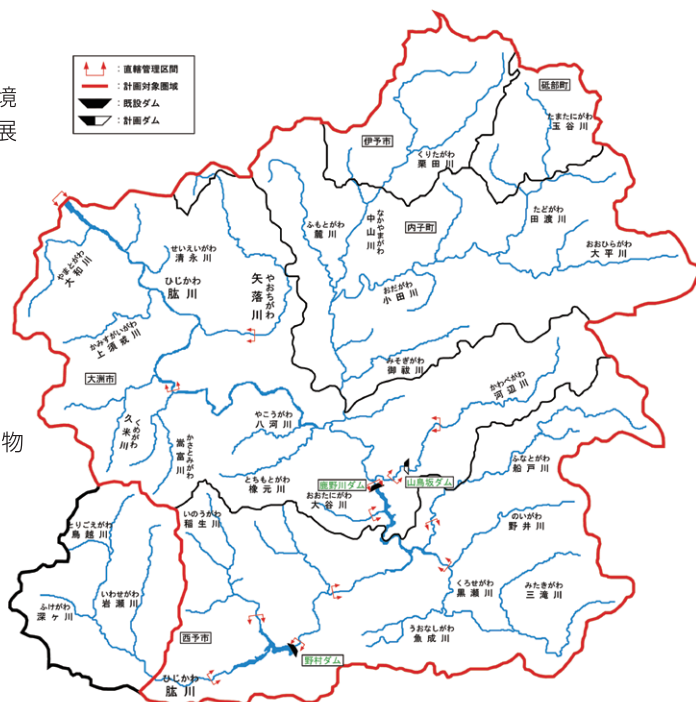 境
展
物
：直轄管理区間
：計画対象圏域
：既設ダム
：計画ダム
砥部町
たまたにがわ
玉谷川
伊予市
くりたがわ
栗田川
ふもとがわ
麓川
なかやまがわ
中山川
内子町
たどがわ
田渡川
おおひらがわ
大平川
せいえいがわ
清永川
やまとがわ
大和川
ひじかわ
肱川
やおちがわ
矢落川
おだがわ
小田川
かみすがいがわ
上須戒川
みそぎがわ
御祓川
かわべがわ
河辺川
大洲市
くめがわ
久米川
かさとみがわ
嵩富川
やこうがわ
八河川
とちもとがわ
橡元川
鹿野川ダム
山鳥坂ダム
おおたにがわ
大谷川
ふなとがわ
船戸川
のいがわ
野井川
とりごえがわ
鳥越川
いのうかわ
稲生川
いわせがわ
岩瀬川
ふけがわ
深ヶ川
くろせがわ
黒瀬川
みたきがわ
三滝川
うおなしがわ
魚成川
西予市
野村ダム
ひじかわ
肱川